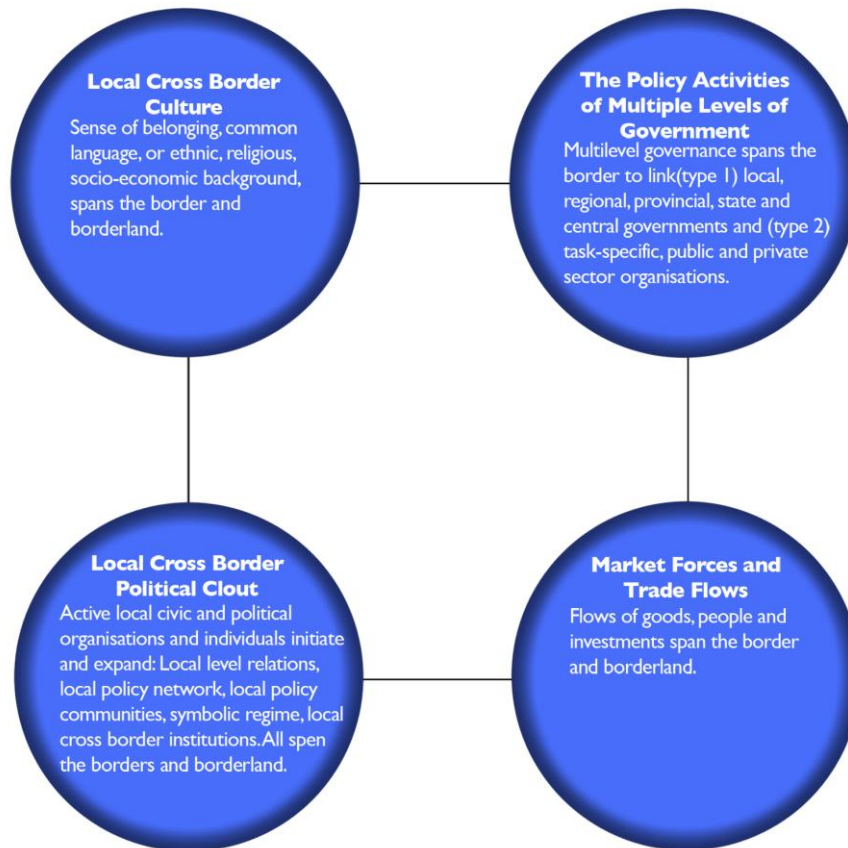 Local Cross Border
Culture
Sense of belonging, common
language, or ethnic, religious,
socio-economic background,
spans the border and
borderland.
The Policy Activities
of Multiple Levels of
Government
Multilevel governance spans the
border to link(type 1) local,
regional, provincial, state and
central governments and (type 2)
task-specific, public and private
sector organisations.
Local Cross Border
Political Clout
Active local civic and political
organisations and individuals initiate
and expand: Local level relations,
local policy network, local policy
communities, symbolic regime, local
cross border institutions. All spen
the borders and borderland.
Market Forces and
Trade Flows
Flows of goods, people and
investments span the border
and borderland.